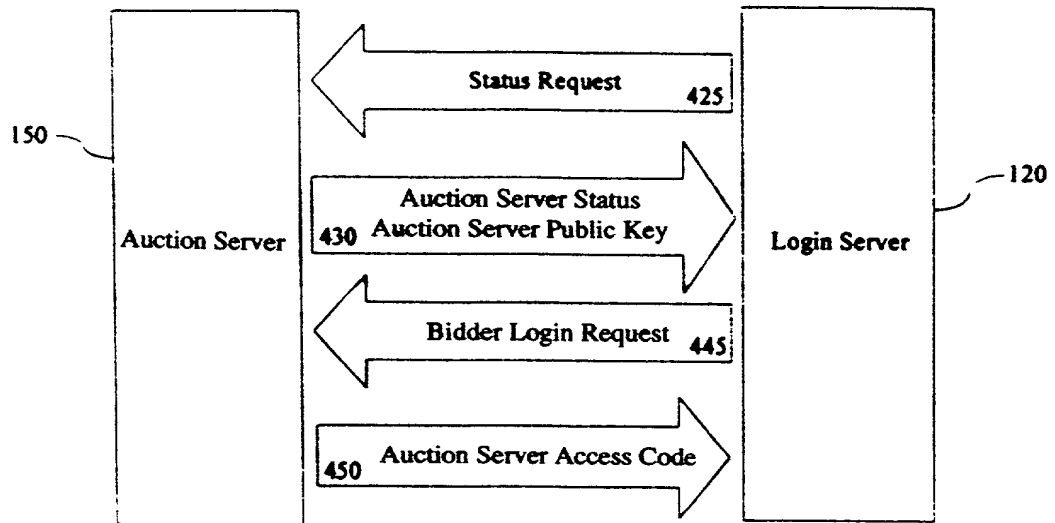 Status Request
425
150
120
Auction Server Status
Auction Server Public Key
430
Auction Server
Login Server
Bidder Login Request
445
Auction Server Access Code
450